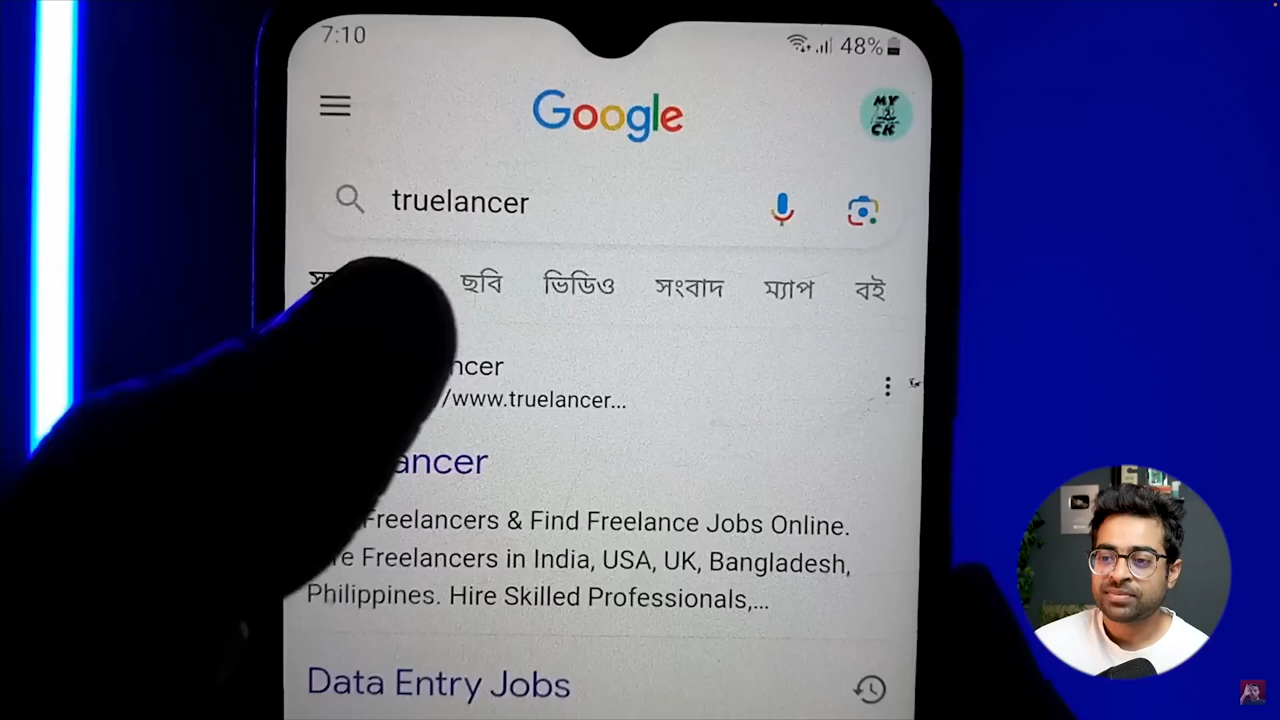 7:10
48%
Google
MY
CK
truelancer
ছবি ভিডিও সংবাদ ম্যাপ বই
ncer
/www.truelancer...
ancer
Freelancers & Find Freelance Jobs Online.
re Freelancers in India, USA, UK, Bangladesh,
Philippines. Hire Skilled Professionals,...
Data Entry Jobs